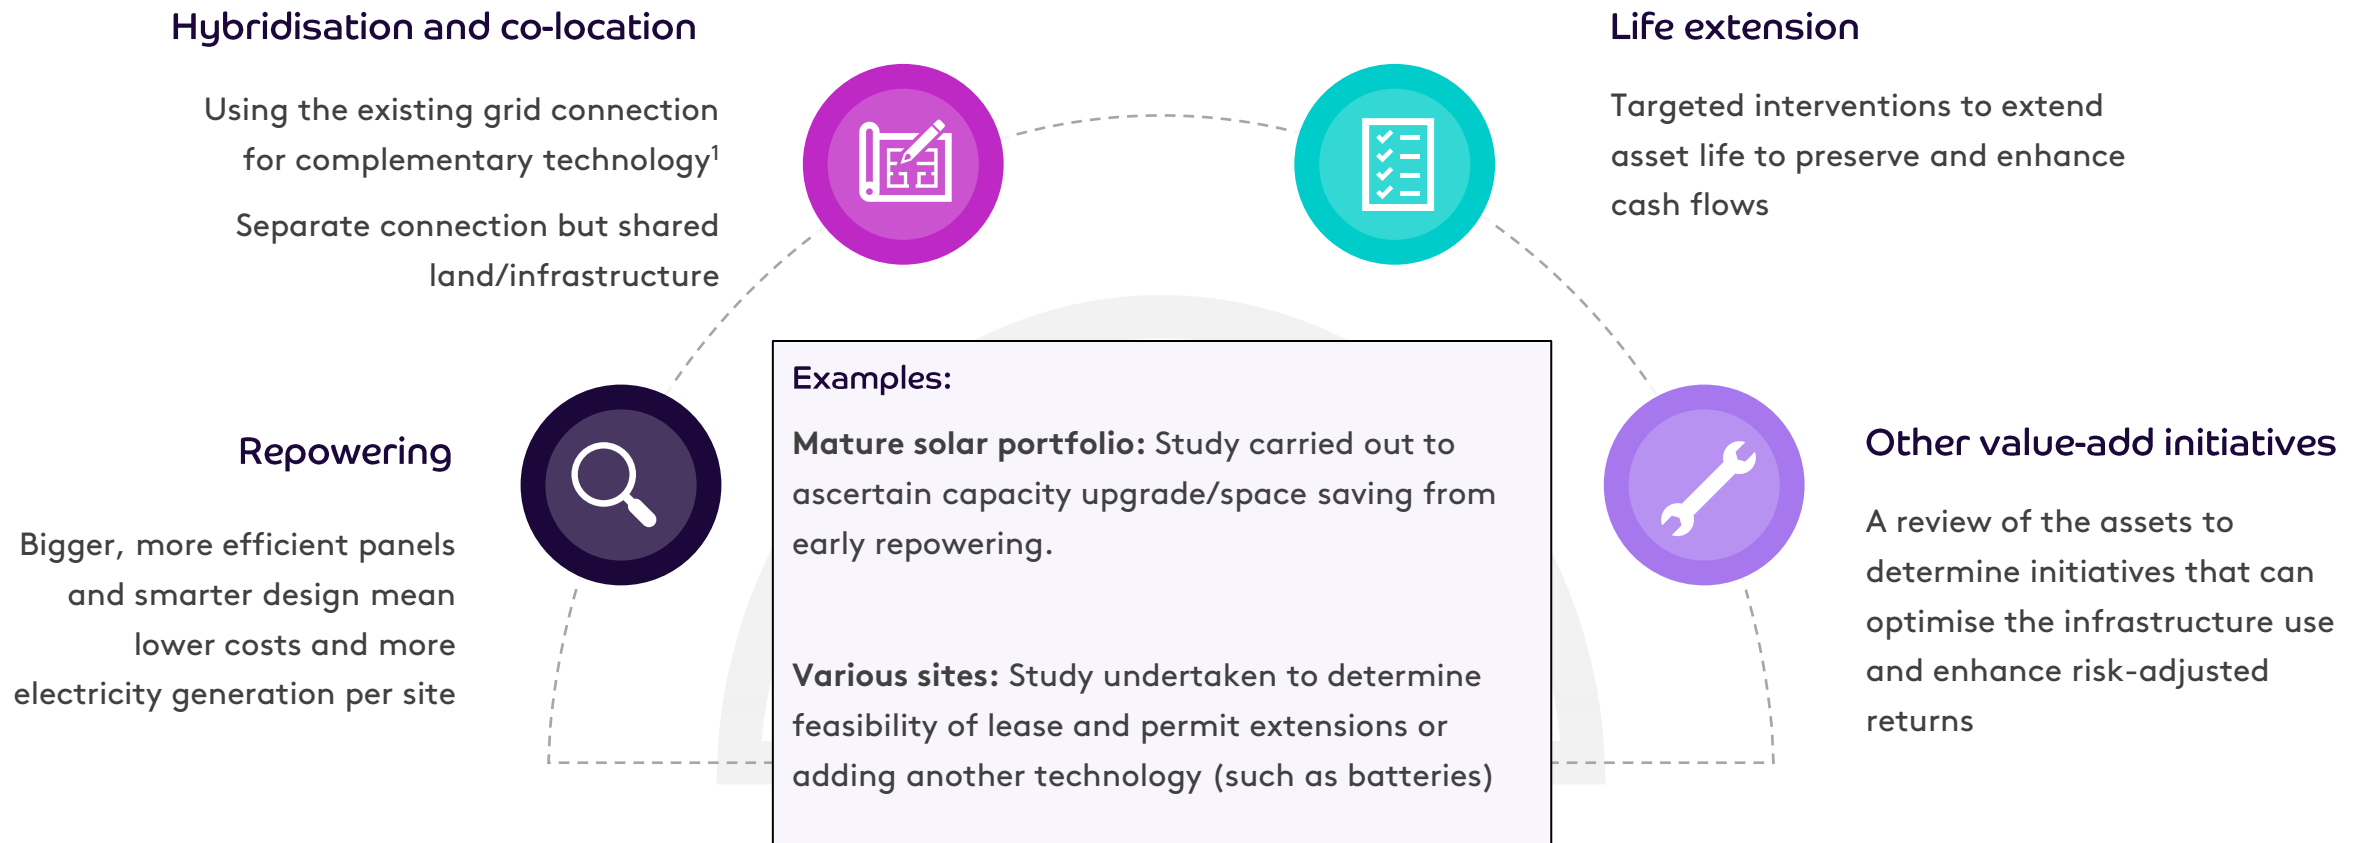 Hybridisation and co-location
Using the existing grid connection
for complementary technology¹
Separate connection but shared
land/infrastructure
Life extension
Targeted interventions to extend
asset life to preserve and enhance
cash flows
Repowering
Bigger, more efficient panels
and smarter design mean
lower costs and more
electricity generation per site
Examples:
Mature solar portfolio: Study carried out to
ascertain capacity upgrade/space saving from
early repowering.
Various sites: Study undertaken to determine
feasibility of lease and permit extensions or
adding another technology (such as batteries)
Other value-add initiatives
A review of the assets to
determine initiatives that can
optimise the infrastructure use
and enhance risk-adjusted
returns